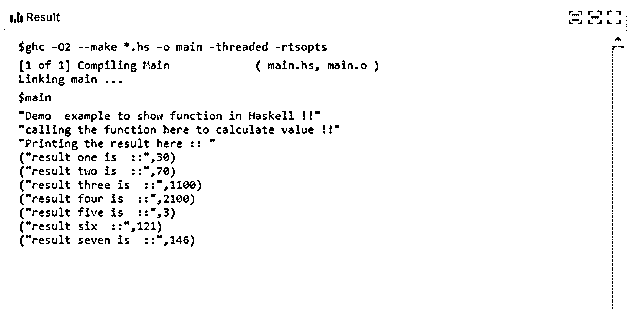 Result
$ghc -O2 --make *.hs -o main -threaded -rtsopts
[1 of 1] Compiling Main ( main.hs, main.o )
Linking main ...
$main
"Demo example to show function in Haskell !!"
"calling the function here to calculate value !!"
"Printing the result here :: "
("result one is ::",30)
("result two is ::",70)
("result three is ::",1100)
("result four is ::",2100)
("result five is ::",3)
("result six ::",121)
("result seven is ::",146)